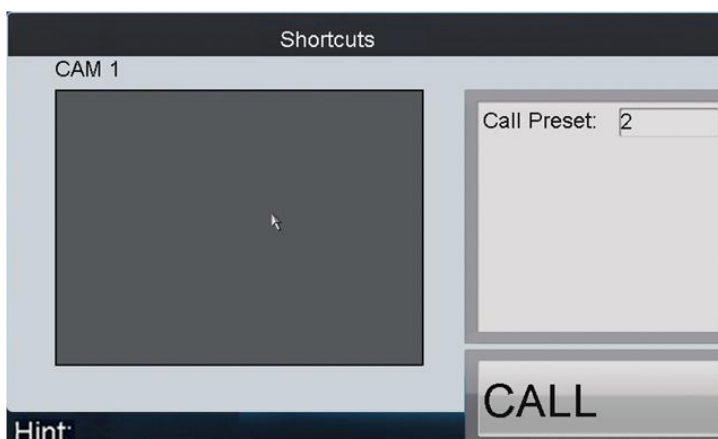 Shortcuts
CAM 1
Call Preset: 2
CALL
Hint: